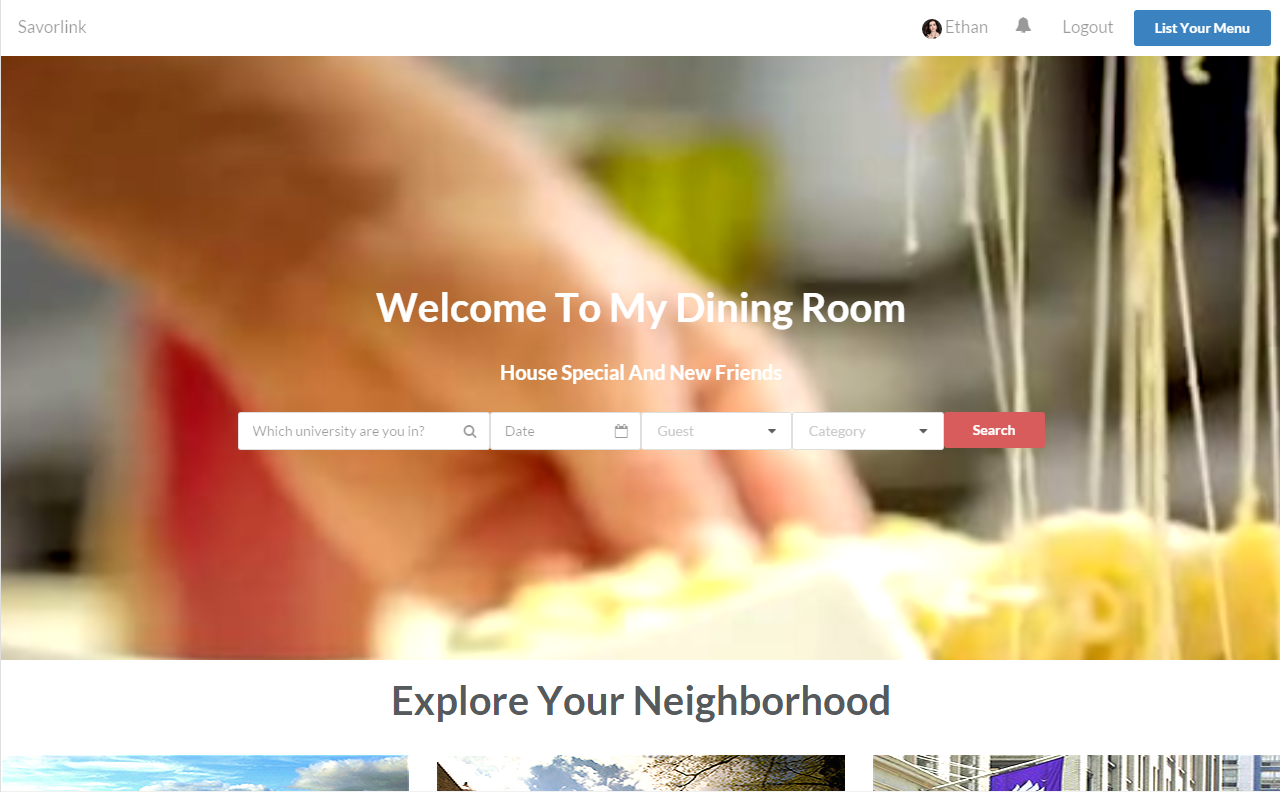 Savorlink
Ethan
Logout
List Your Menu
Welcome To My Dining Room
House Special And New Friends
Which university are you in?
Date
Guest
Category
Search
Explore Your Neighborhood